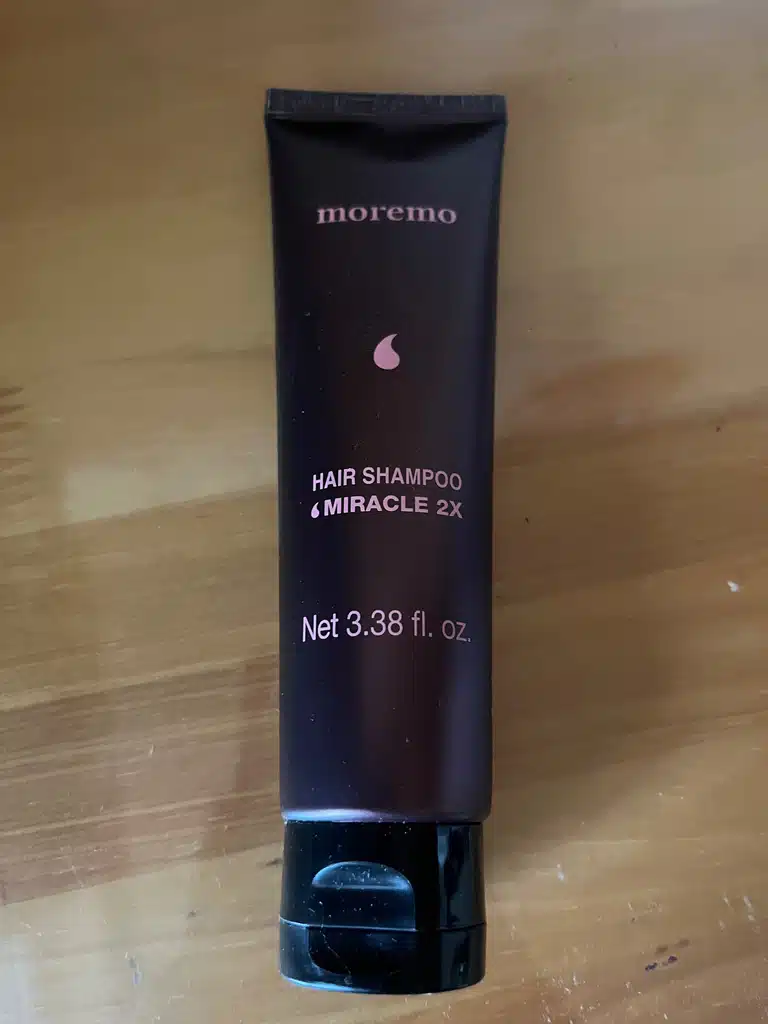 moremo
HAIR SHAMPOO
MIRACLE 2X
Net 3.38 fl. oz.